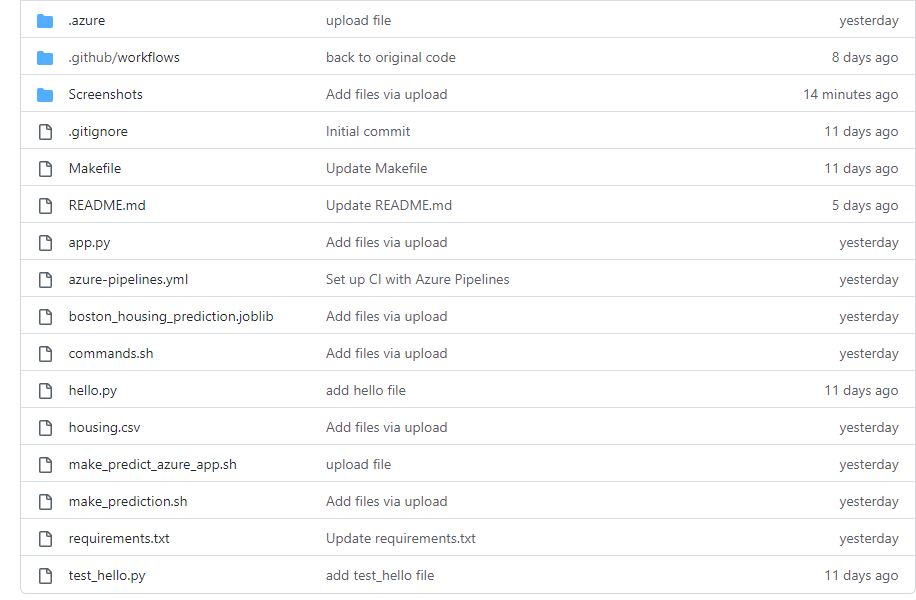 .azure upload file yesterday
.github/workflows back to original code 8 days ago
Screenshots Add files via upload 14 minutes ago
.gitignore Initial commit 11 days ago
Makefile Update Makefile 11 days ago
README.md Update README.md 5 days ago
app.py Add files via upload yesterday
azure-pipelines.yml Set up CI with Azure Pipelines yesterday
boston_housing_prediction.joblib Add files via upload yesterday
commands.sh Add files via upload yesterday
hello.py add hello file 11 days ago
housing.csv Add files via upload yesterday
make_predict_azure_app.sh upload file yesterday
make_prediction.sh Add files via upload yesterday
requirements.txt Update requirements.txt yesterday
test_hello.py add test_hello file 11 days ago